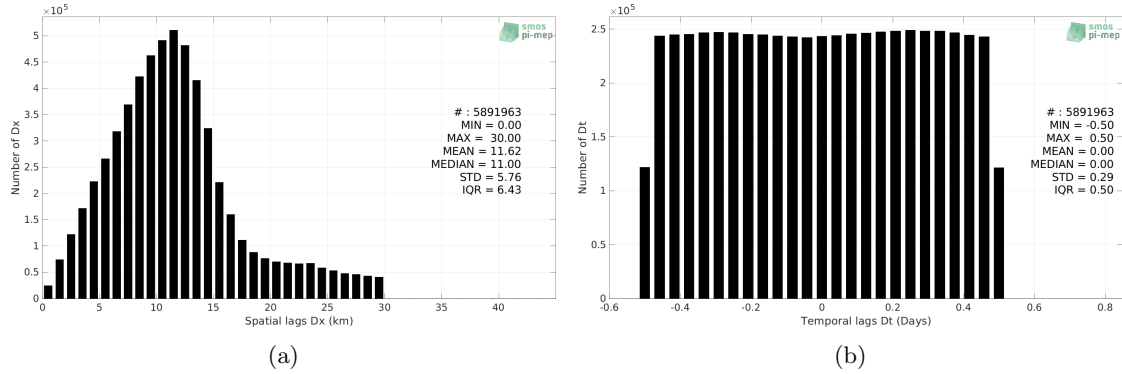 ×10⁵
5
4.5
4
3.5
3
2.5
2
1.5
1
0.5
0
Number of Dx
0 5 10 15 20 25 30 35 40
Spatial lags Dx (km)
smos
pi-mep
# : 5891963
MIN = 0.00
MAX = 30.00
MEAN = 11.62
MEDIAN = 11.00
STD = 5.76
IQR = 6.43
(a)
×10⁵
2.5
2
1.5
1
0.5
0
Number of Dt
-0.6 -0.4 -0.2 0 0.2 0.4 0.6 0.8
Temporal lags Dt (Days)
smos
pi-mep
# : 5891963
MIN = -0.50
MAX = 0.50
MEAN = 0.00
MEDIAN = 0.00
STD = 0.29
IQR = 0.50
(b)